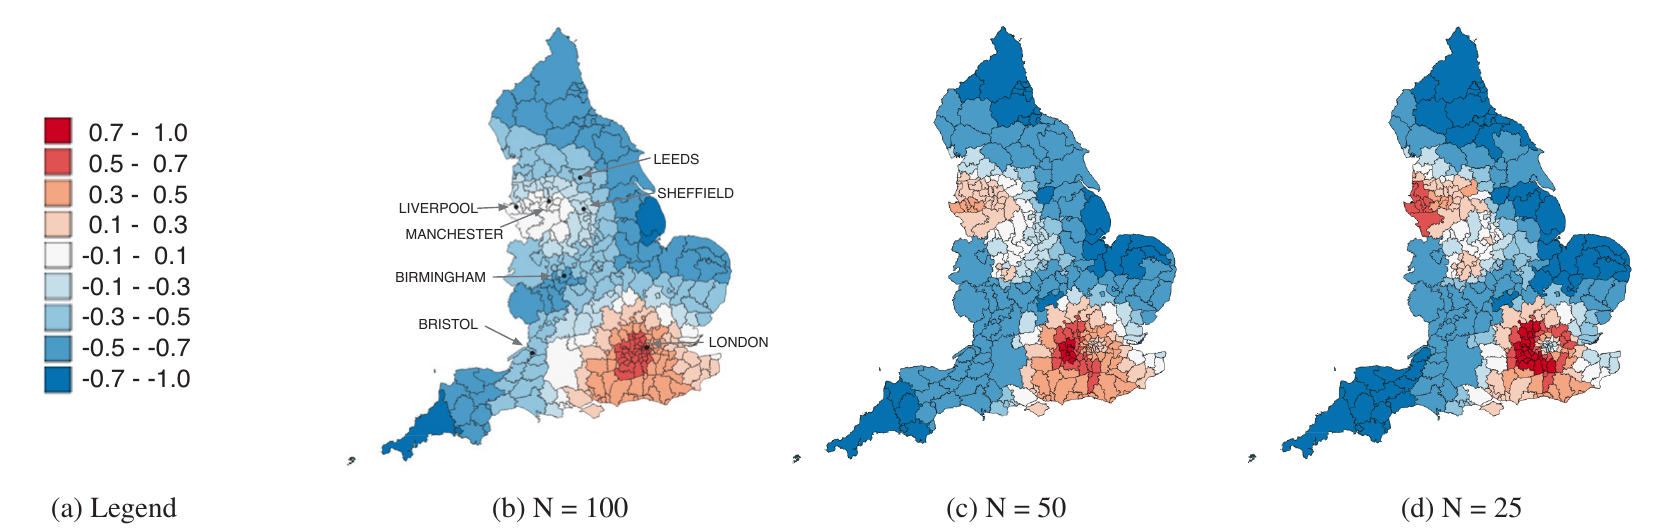 0.7 - 1.0
0.5 - 0.7
0.3 - 0.5
0.1 - 0.3
-0.1 - 0.1
-0.1 - -0.3
-0.3 - -0.5
-0.5 - -0.7
-0.7 - -1.0
LEEDS
SHEFFIELD
LIVERPOOL
MANCHESTER
BIRMINGHAM
BRISTOL
LONDON
(a) Legend
(b) N = 100
(c) N = 50
(d) N = 25